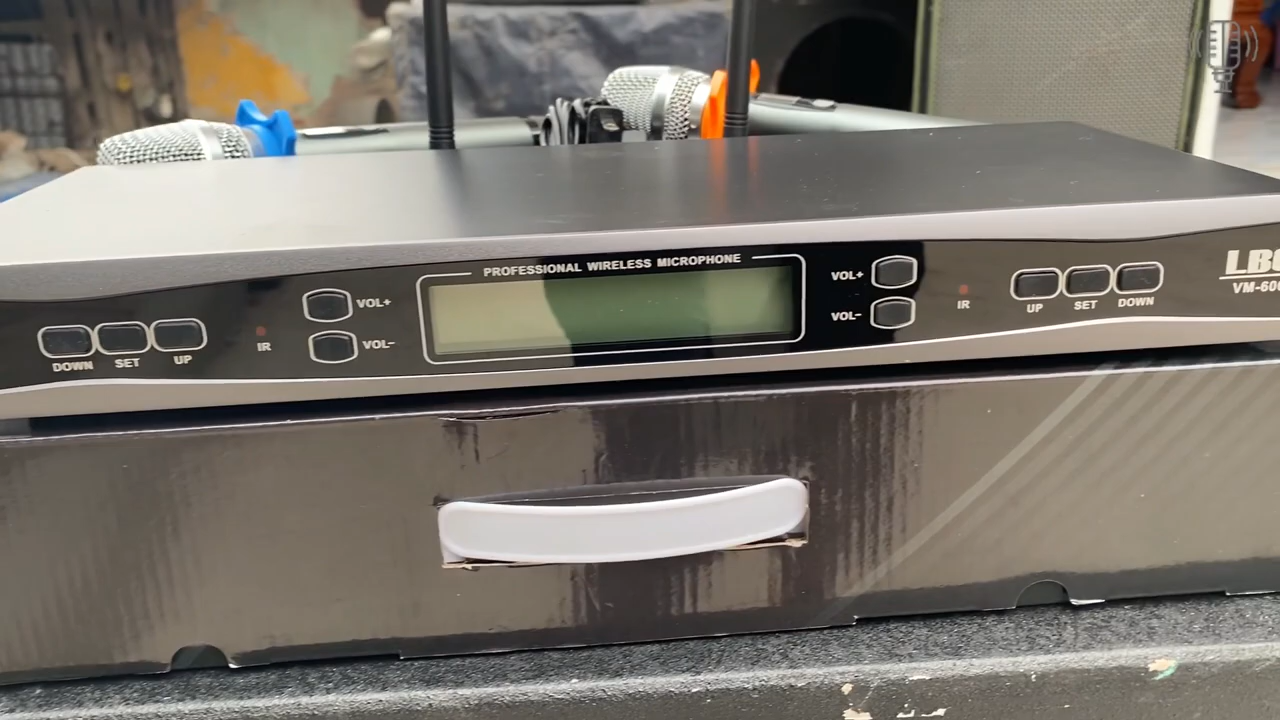 PROFESSIONAL WIRELESS MICROPHONE
VOL+
VOL-
IR
DOWN SET UP
VOL+
VOL-
IR
UP SET DOWN